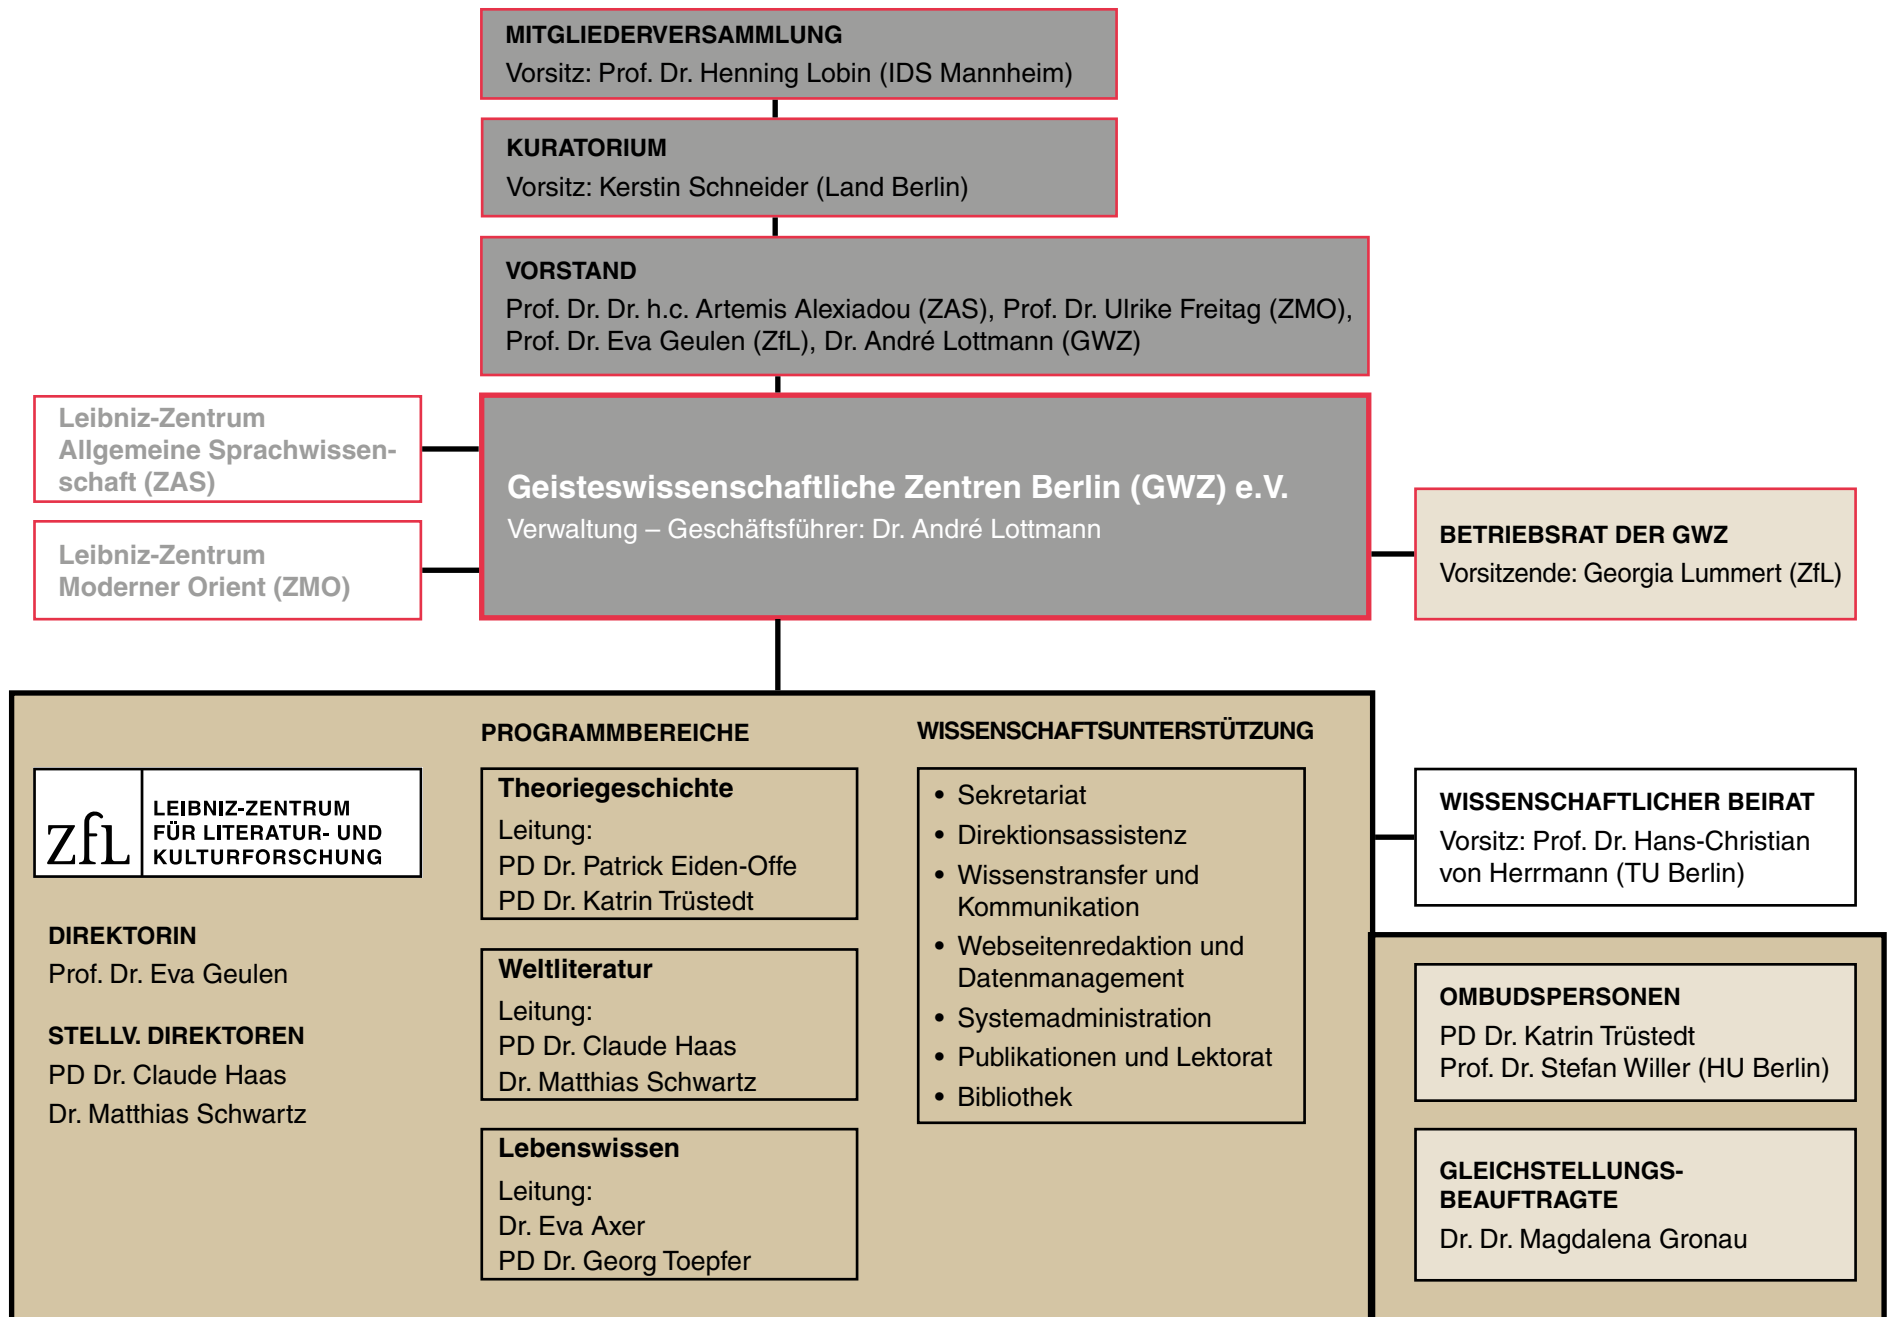 MITGLIEDERVERSAMMLUNG
Vorsitz: Prof. Dr. Henning Lobin (IDS Mannheim)
KURATORIUM
Vorsitz: Kerstin Schneider (Land Berlin)
VORSTAND
Prof. Dr. Dr. h.c. Artemis Alexiadou (ZAS), Prof. Dr. Ulrike Freitag (ZMO),
Prof. Dr. Eva Geulen (ZfL), Dr. André Lottmann (GWZ)
Leibniz-Zentrum
Allgemeine Sprachwissen-
schaft (ZAS)
Leibniz-Zentrum
Moderner Orient (ZMO)
Geisteswissenschaftliche Zentren Berlin (GWZ) e.V.
Verwaltung – Geschäftsführer: Dr. André Lottmann
BETRIEBSRAT DER GWZ
Vorsitzende: Georgia Lummert (ZfL)
ZfL
LEIBNIZ-ZENTRUM
FÜR LITERATUR- UND
KULTURFORSCHUNG
DIREKTORIN
Prof. Dr. Eva Geulen
STELLV. DIREKTOREN
PD Dr. Claude Haas
Dr. Matthias Schwartz
PROGRAMMBEREICHE
Theoriegeschichte
Leitung:
PD Dr. Patrick Eiden-Offe
PD Dr. Katrin Trüstedt
Weltliteratur
Leitung:
PD Dr. Claude Haas
Dr. Matthias Schwartz
Lebenswissen
Leitung:
Dr. Eva Axer
PD Dr. Georg Toepfer
WISSENSCHAFTSUNTERSTÜTZUNG
• Sekretariat
• Direktionsassistenz
• Wissenstransfer und
Kommunikation
• Webseitenredaktion und
Datenmanagement
• Systemadministration
• Publikationen und Lektorat
• Bibliothek
WISSENSCHAFTLICHER BEIRAT
Vorsitz: Prof. Dr. Hans-Christian
von Herrmann (TU Berlin)
OMBUDSPERSONEN
PD Dr. Katrin Trüstedt
Prof. Dr. Stefan Willer (HU Berlin)
GLEICHSTELLUNGS-
BEAUFTRAGTE
Dr. Dr. Magdalena Gronau